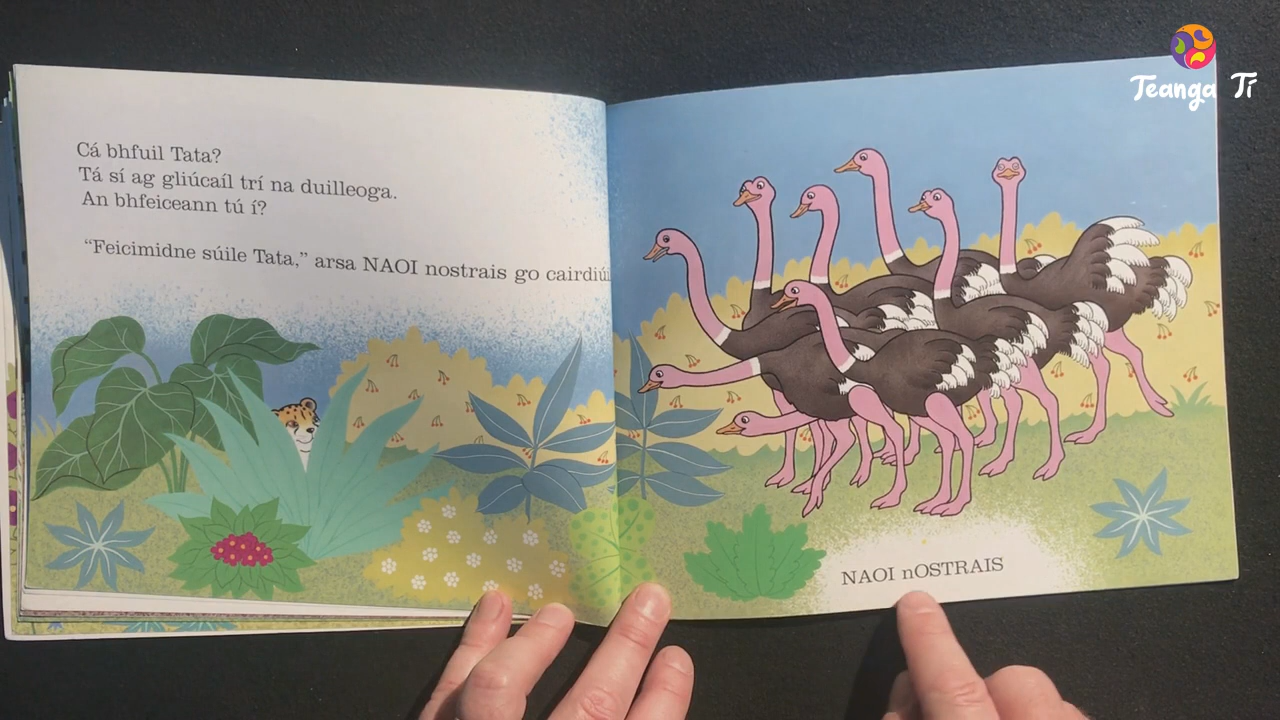 Cá bhfuil Tata?
Tá sí ag gliúcaíl trí na duilleoga.
An bhfeiceann tú í?
“Feicimidne súile Tata,” arsa NAOI nostrais go
NAOI nOSTRAIS
Teanga Tí